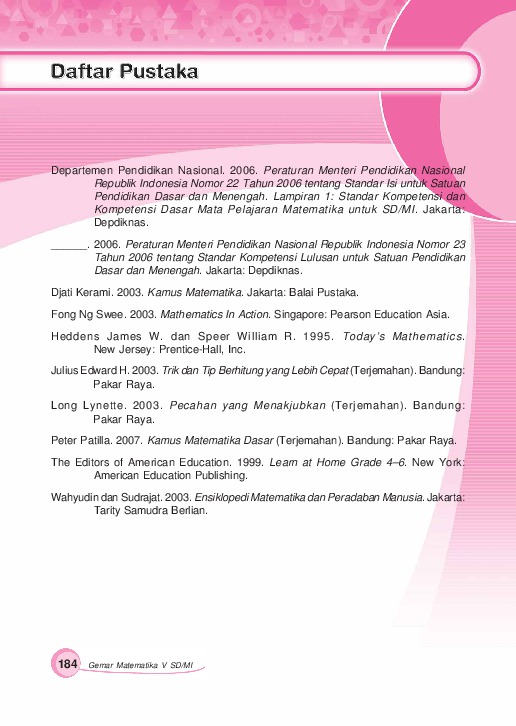 Daftar Pustaka
Departemen Pendidikan Nasional. 2006. Peraturan Menteri Pendidikan Nasional
Republik Indonesia Nomor 22 Tahun 2006 tentang Standar Isi untuk Satuan
Pendidikan Dasar dan Menengah. Lampiran 1: Standar Kompetensi dan
Kompetensi Dasar Mata Pelajaran Matematika untuk SD/MI. Jakarta:
Depdiknas.
______. 2006. Peraturan Menteri Pendidikan Nasional Republik Indonesia Nomor 23
Tahun 2006 tentang Standar Kompetensi Lulusan untuk Satuan Pendidikan
Dasar dan Menengah. Jakarta: Depdiknas.
Djati Kerami. 2003. Kamus Matematika. Jakarta: Balai Pustaka.
Fong Ng Swee. 2003. Mathematics In Action. Singapore: Pearson Education Asia.
Heddens James W. dan Speer William R. 1995. Today's Mathematics.
New Jersey: Prentice-Hall, Inc.
Julius Edward H. 2003. Trik dan Tip Berhitung yang Lebih Cepat (Terjemahan). Bandung:
Pakar Raya.
Long Lynette. 2003. Pecahan yang Menakjubkan (Terjemahan). Bandung:
Pakar Raya.
Peter Patilla. 2007. Kamus Matematika Dasar (Terjemahan). Bandung: Pakar Raya.
The Editors of American Education. 1999. Learn at Home Grade 4–6. New York:
American Education Publishing.
Wahyudin dan Sudrajat. 2003. Ensiklopedi Matematika dan Peradaban Manusia. Jakarta:
Tarity Samudra Berlian.
184 Gemar Matematika V SD/MI